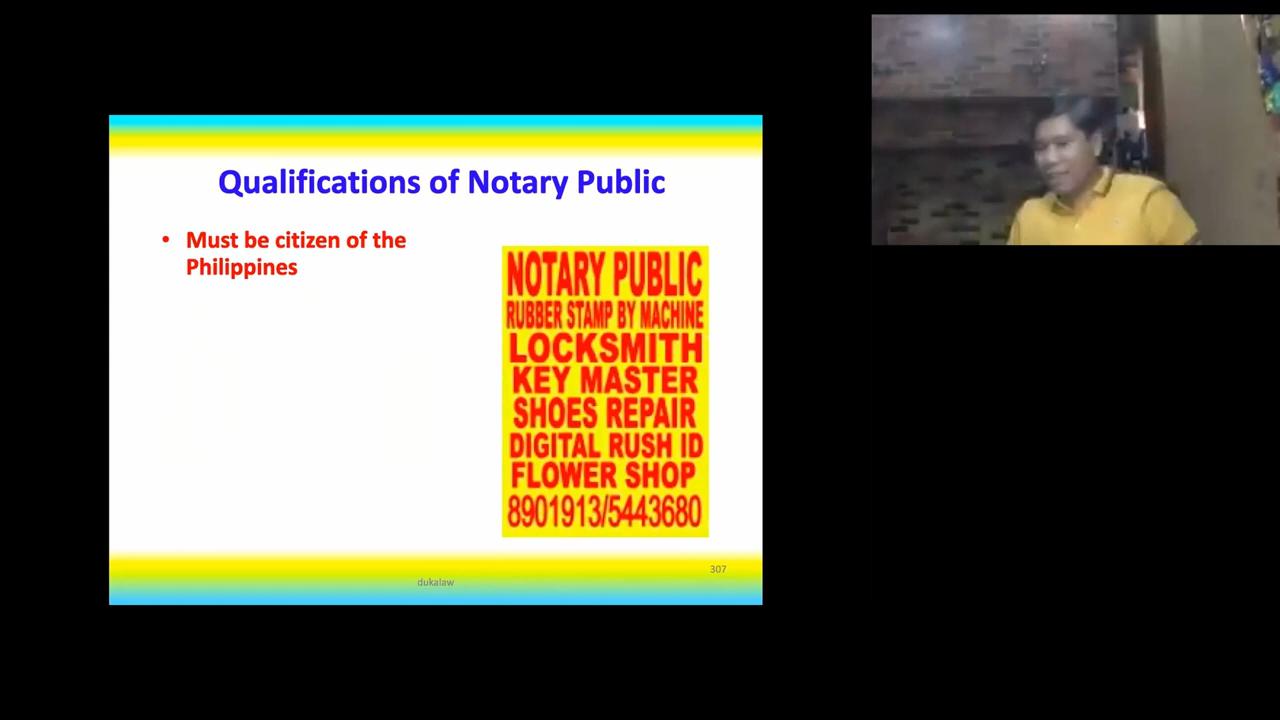 Qualifications of Notary Public
• Must be citizen of the
Philippines
NOTARY PUBLIC
RUBBER STAMP BY MACHINE
LOCKSMITH
KEY MASTER
SHOES REPAIR
DIGITAL RUSH ID
FLOWER SHOP
8901913/5443680
307
dukalaw